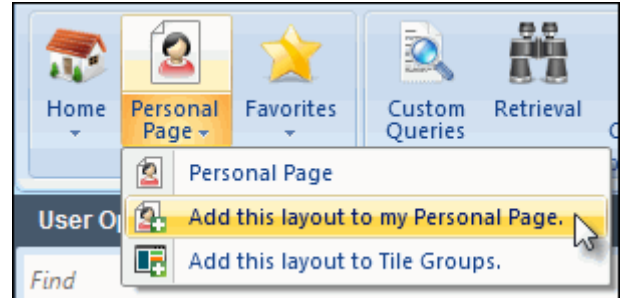 Home
Personal
Page
Favorites
Custom
Queries
Retrieval
Personal Page
Add this layout to my Personal Page.
Add this layout to Tile Groups.
User Op
Find